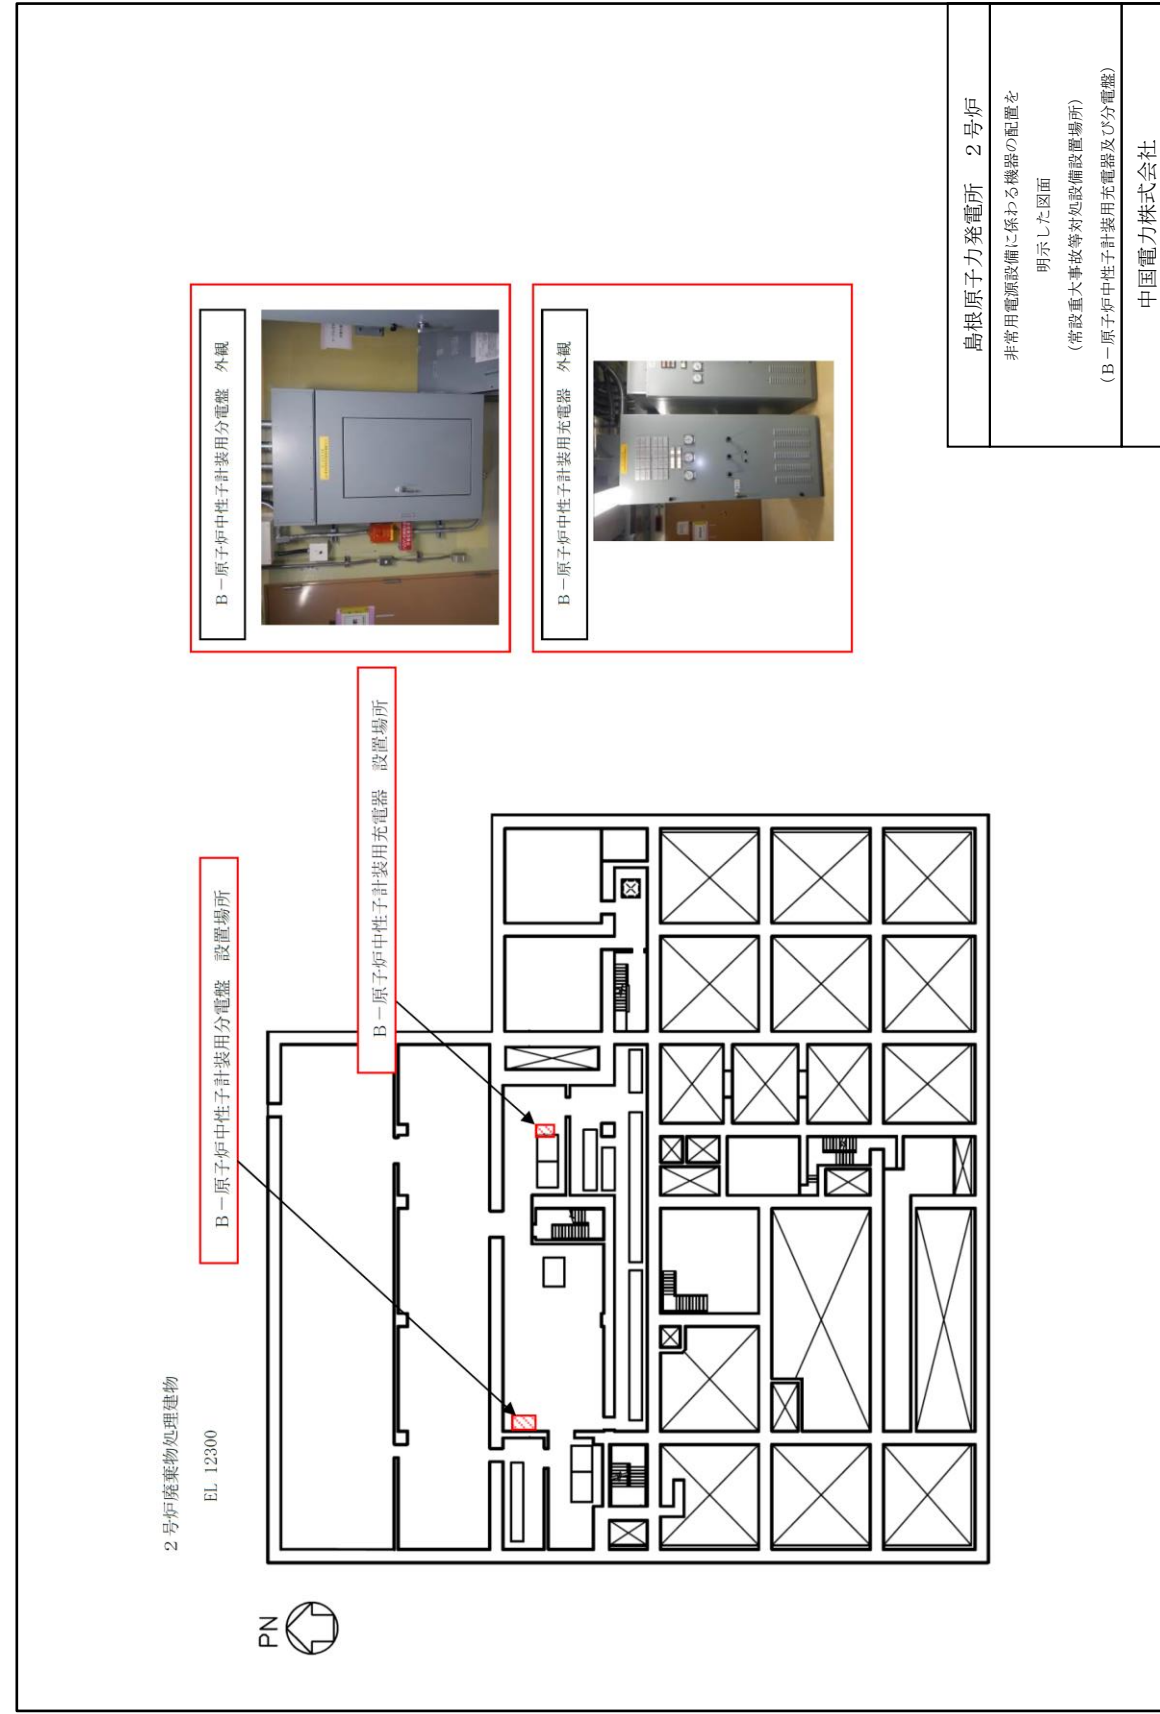 2号炉廃棄物処理建物
EL 12300
PN
B－原子炉中性子計装用分電盤　設置場所
B－原子炉中性子計装用充電器　設置場所
B－原子炉中性子計装用分電盤　外観
B－原子炉中性子計装用充電器　外観
島根原子力発電所　2号炉
非常用電源設備に係わる機器の配置を
明示した図面
(常設重大事故等対処設備設置場所)
(B－原子炉中性子計装用充電器及び分電盤)
中国電力株式会社